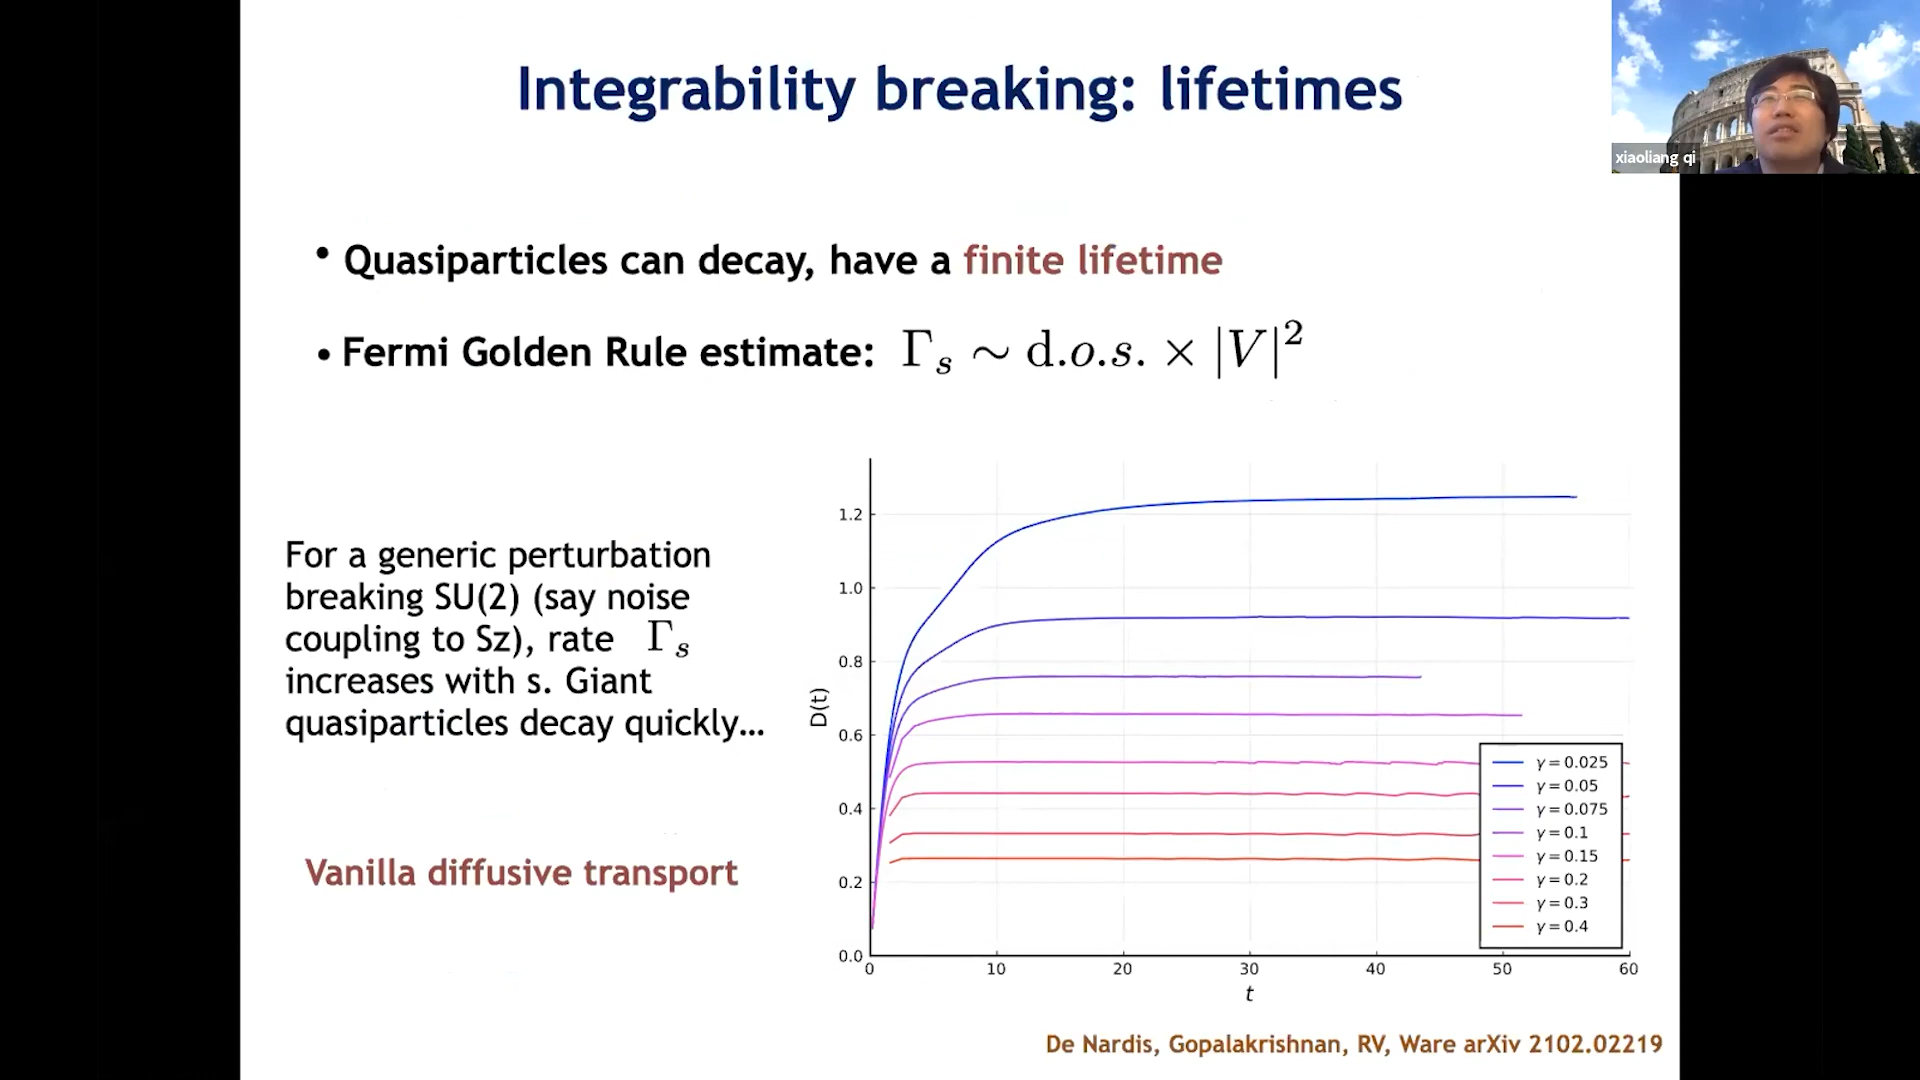 Integrability breaking: lifetimes
xiaoliang qi
• Quasiparticles can decay, have a finite lifetime
• Fermi Golden Rule estimate: Γ_s ∼ d.o.s. × |V|²
For a generic perturbation
breaking SU(2) (say noise
coupling to Sz), rate Γ_s
increases with s. Giant
quasiparticles decay quickly...
Vanilla diffusive transport
D(t)
1.2
1.0
0.8
0.6
0.4
0.2
0.0
0 10 20 30 40 50 60
t
γ = 0.025
γ = 0.05
γ = 0.075
γ = 0.1
γ = 0.15
γ = 0.2
γ = 0.3
γ = 0.4
De Nardis, Gopalakrishnan, RV, Ware arXiv 2102.02219